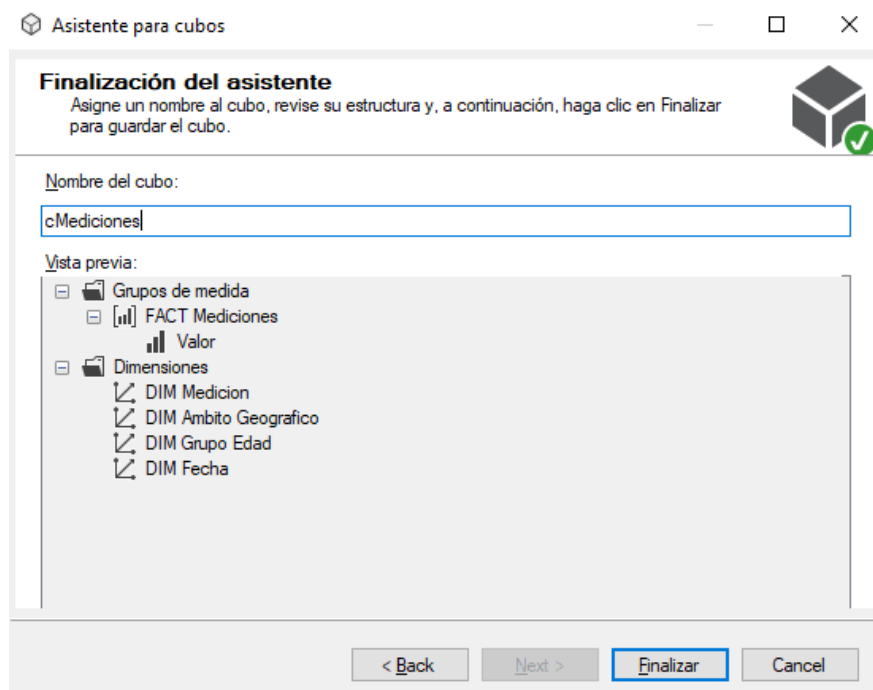 Asistente para cubos
Finalización del asistente
Asigne un nombre al cubo, revise su estructura y, a continuación, haga clic en Finalizar
para guardar el cubo.
Nombre del cubo:
cMediciones
Vista previa:
Grupos de medida
FACT Mediciones
Valor
Dimensiones
DIM Medicion
DIM Ambito Geografico
DIM Grupo Edad
DIM Fecha
< Back Next > Finalizar Cancel